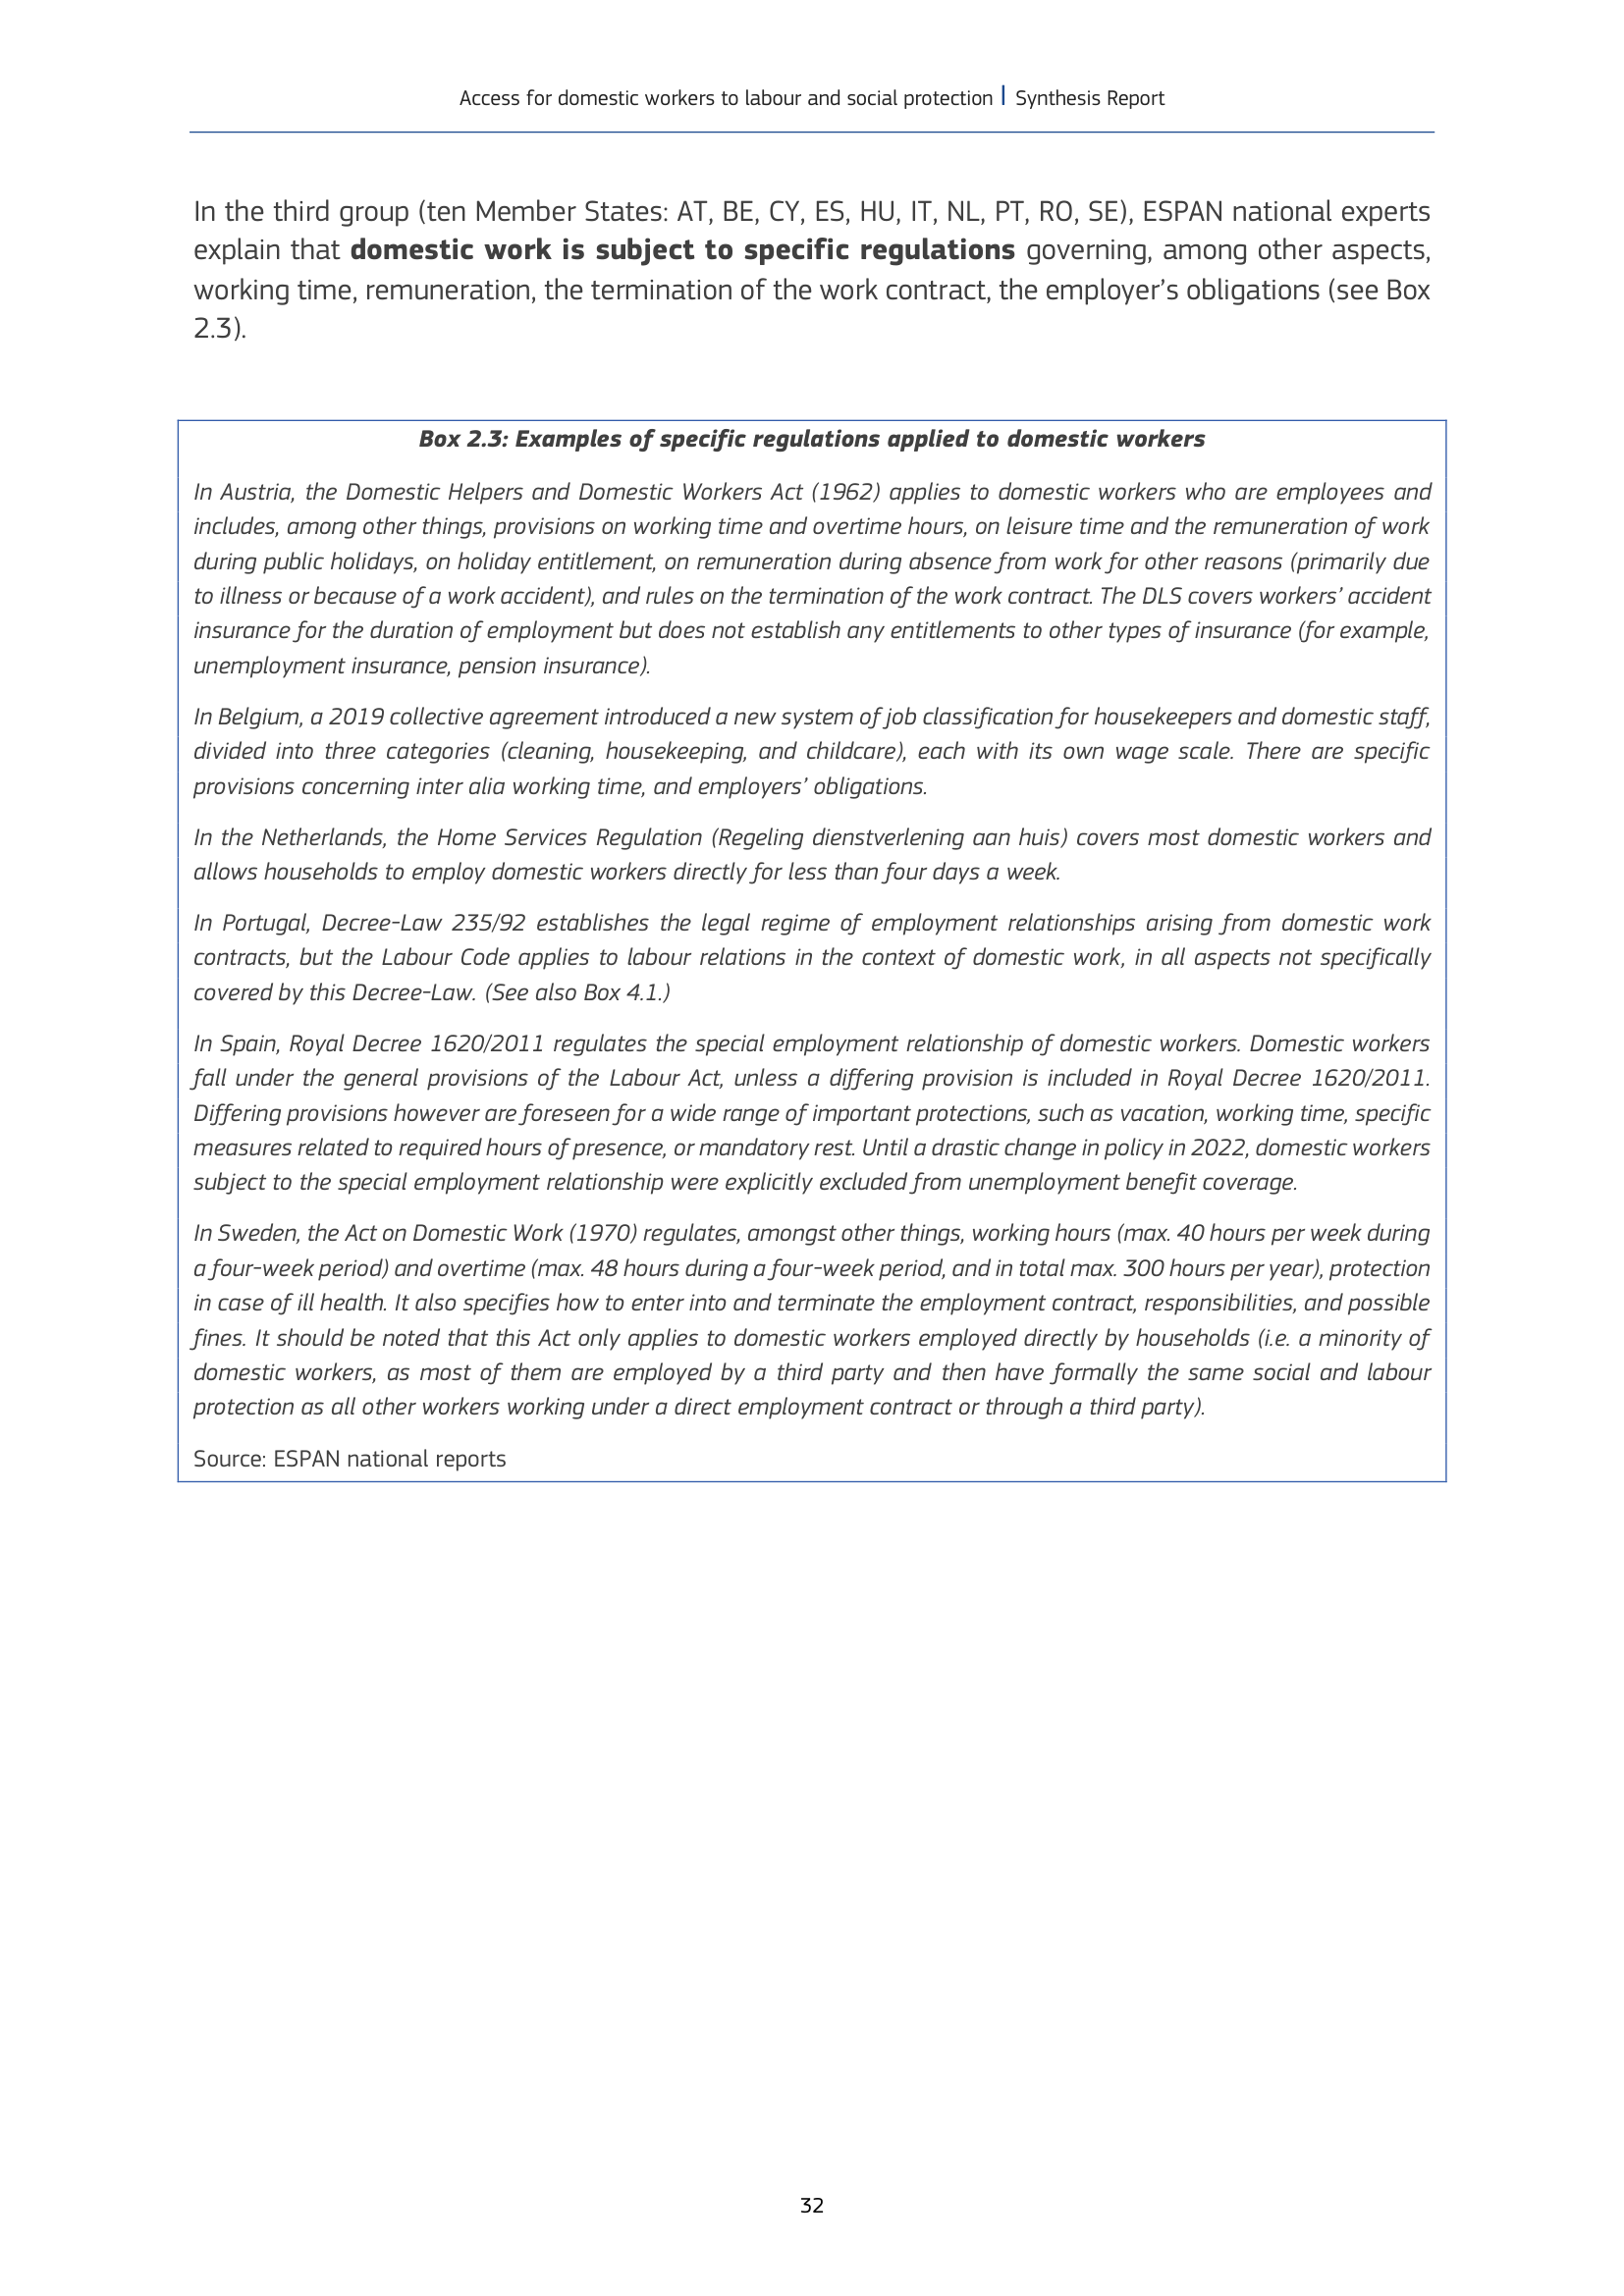 Access for domestic workers to labour and social protection | Synthesis Report
In the third group (ten Member States: AT, BE, CY, ES, HU, IT, NL, PT, RO, SE), ESPAN national experts
explain that domestic work is subject to specific regulations governing, among other aspects,
working time, remuneration, the termination of the work contract, the employer's obligations (see Box
2.3).
Box 2.3: Examples of specific regulations applied to domestic workers
In Austria, the Domestic Helpers and Domestic Workers Act (1962) applies to domestic workers who are employees and
includes, among other things, provisions on working time and overtime hours, on leisure time and the remuneration of work
during public holidays, on holiday entitlement, on remuneration during absence from work for other reasons (primarily due
to illness or because of a work accident), and rules on the termination of the work contract. The DLS covers workers' accident
insurance for the duration of employment but does not establish any entitlements to other types of insurance (for example,
unemployment insurance, pension insurance).
In Belgium, a 2019 collective agreement introduced a new system of job classification for housekeepers and domestic staff,
divided into three categories (cleaning, housekeeping, and childcare), each with its own wage scale. There are specific
provisions concerning inter alia working time, and employers' obligations.
In the Netherlands, the Home Services Regulation (Regeling dienstverlening aan huis) covers most domestic workers and
allows households to employ domestic workers directly for less than four days a week.
In Portugal, Decree-Law 235/92 establishes the legal regime of employment relationships arising from domestic work
contracts, but the Labour Code applies to labour relations in the context of domestic work, in all aspects not specifically
covered by this Decree-Law. (See also Box 4.1.)
In Spain, Royal Decree 1620/2011 regulates the special employment relationship of domestic workers. Domestic workers
fall under the general provisions of the Labour Act, unless a differing provision is included in Royal Decree 1620/2011.
Differing provisions however are foreseen for a wide range of important protections, such as vacation, working time, specific
measures related to required hours of presence, or mandatory rest. Until a drastic change in policy in 2022, domestic workers
subject to the special employment relationship were explicitly excluded from unemployment benefit coverage.
In Sweden, the Act on Domestic Work (1970) regulates, amongst other things, working hours (max. 40 hours per week during
a four-week period) and overtime (max. 48 hours during a four-week period, and in total max. 300 hours per year), protection
in case of ill health. It also specifies how to enter into and terminate the employment contract, responsibilities, and possible
fines. It should be noted that this Act only applies to domestic workers employed directly by households (i.e. a minority of
domestic workers, as most of them are employed by a third party and then have formally the same social and labour
protection as all other workers working under a direct employment contract or through a third party).
Source: ESPAN national reports
32